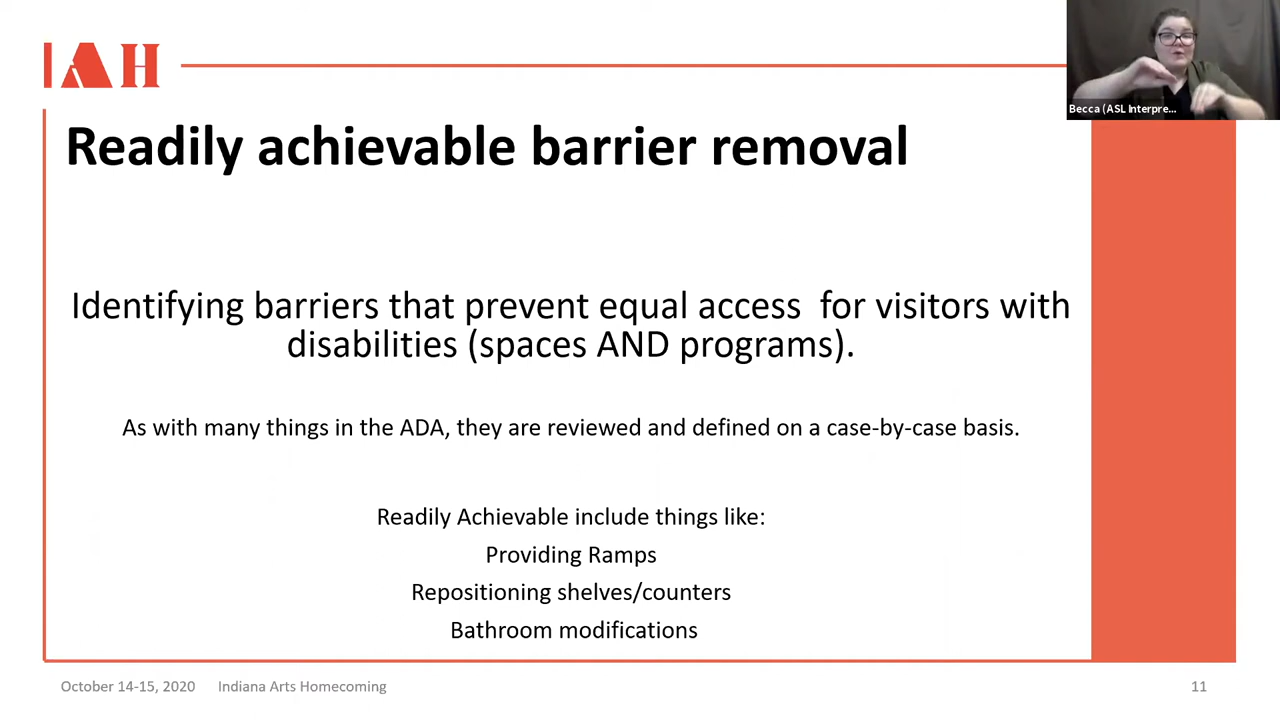 IAH
Becca (ASL Interpre...
Readily achievable barrier removal
Identifying barriers that prevent equal access  for visitors with
disabilities (spaces AND programs).
As with many things in the ADA, they are reviewed and defined on a case-by-case basis.
Readily Achievable include things like:
Providing Ramps
Repositioning shelves/counters
Bathroom modifications
October 14-15, 2020 Indiana Arts Homecoming 11